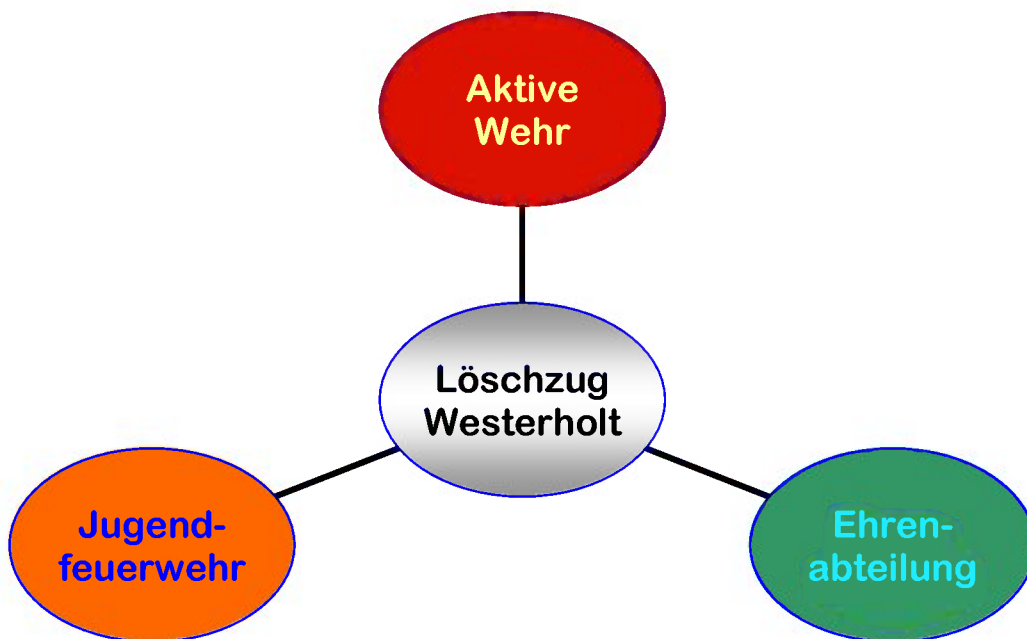 Aktive
Wehr
Löschzug
Westerholt
Jugend-
feuerwehr
Ehren-
abteilung